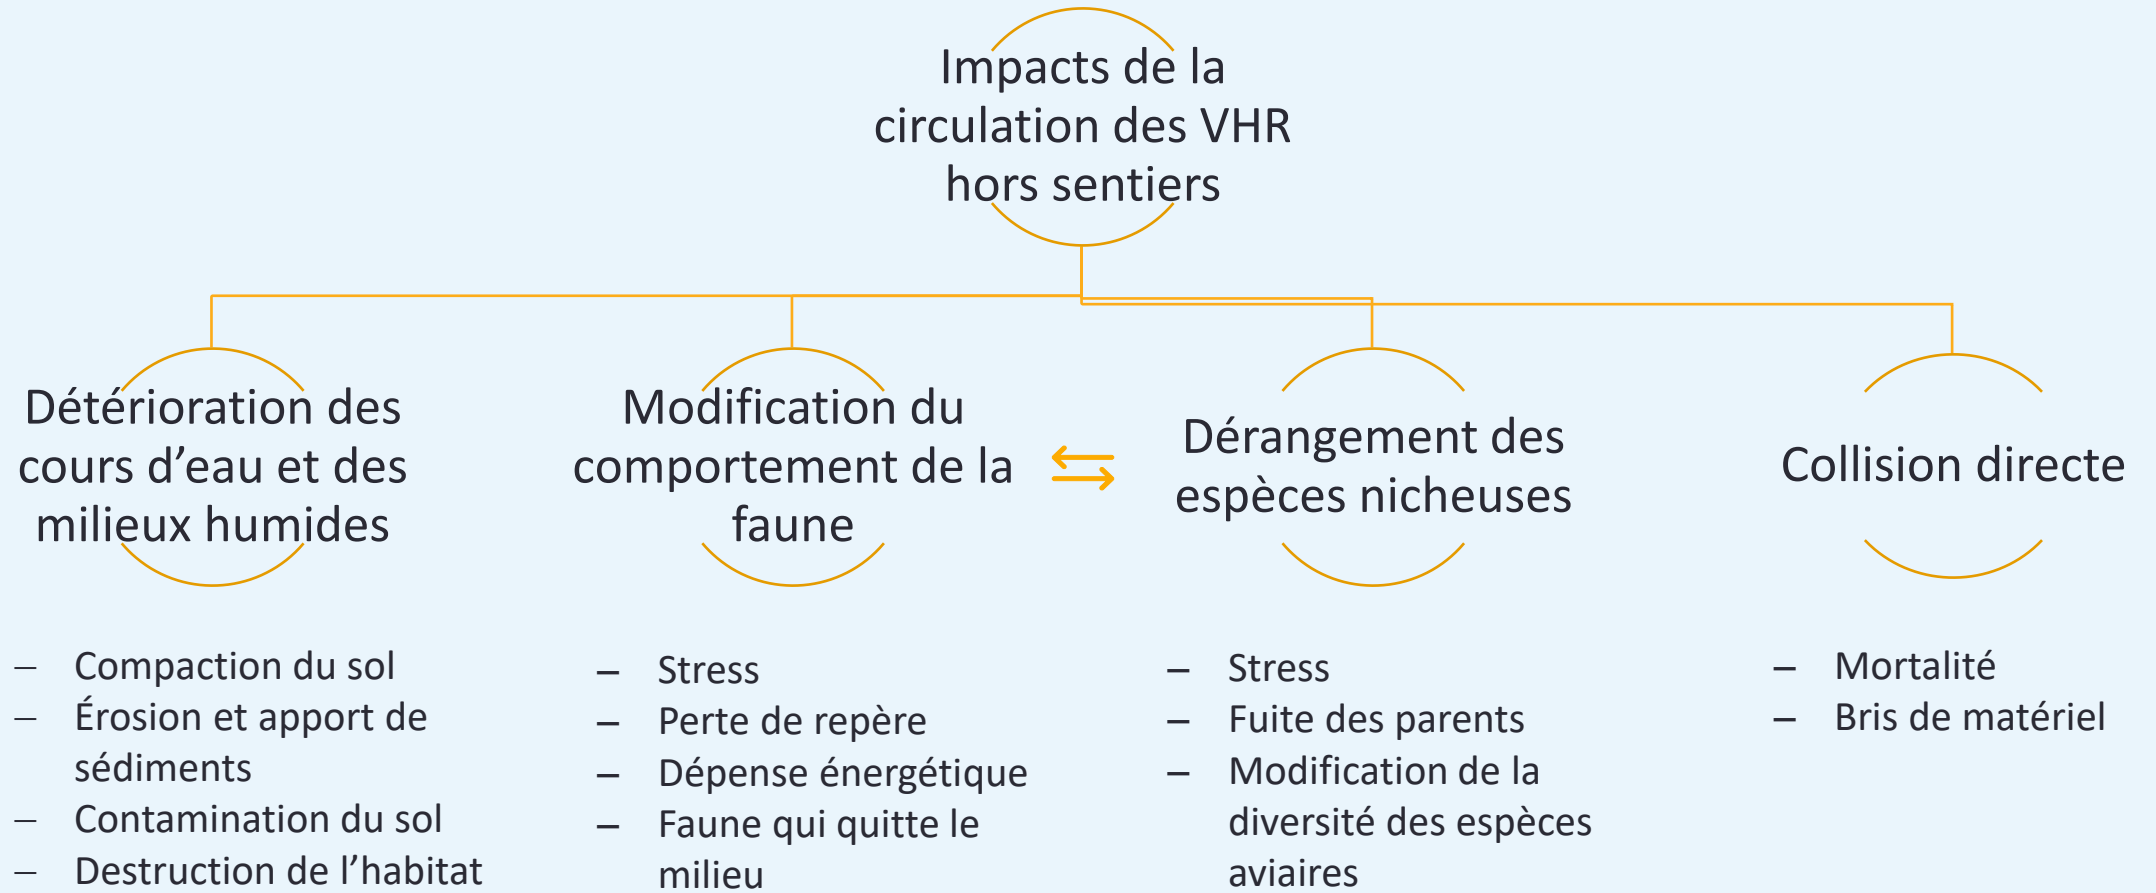 Impacts de la
circulation des VHR
hors sentiers
Détérioration des
cours d’eau et des
milieux humides
Modification du
comportement de la
faune
Dérangement des
espèces nicheuses
Collision directe
– Compaction du sol
– Érosion et apport de
sédiments
– Contamination du sol
– Destruction de l’habitat
– Stress
– Perte de repère
– Dépense énergétique
– Faune qui quitte le
milieu
– Stress
– Fuite des parents
– Modification de la
diversité des espèces
aviaires
– Mortalité
– Bris de matériel